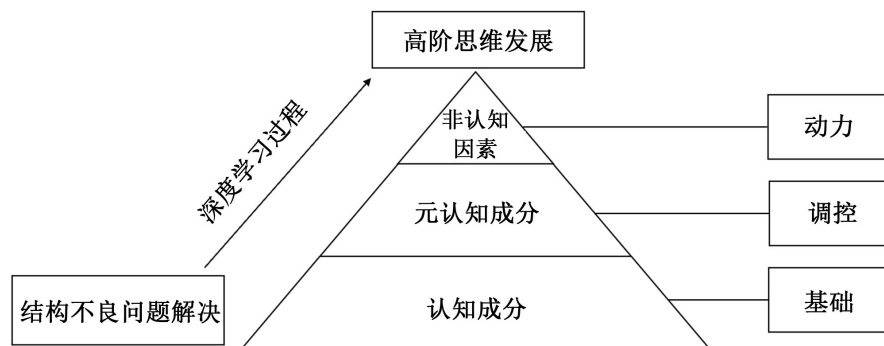 高阶思维发展
深度学习过程
非认知
因素
动力
元认知成分
调控
结构不良问题解决
认知成分
基础